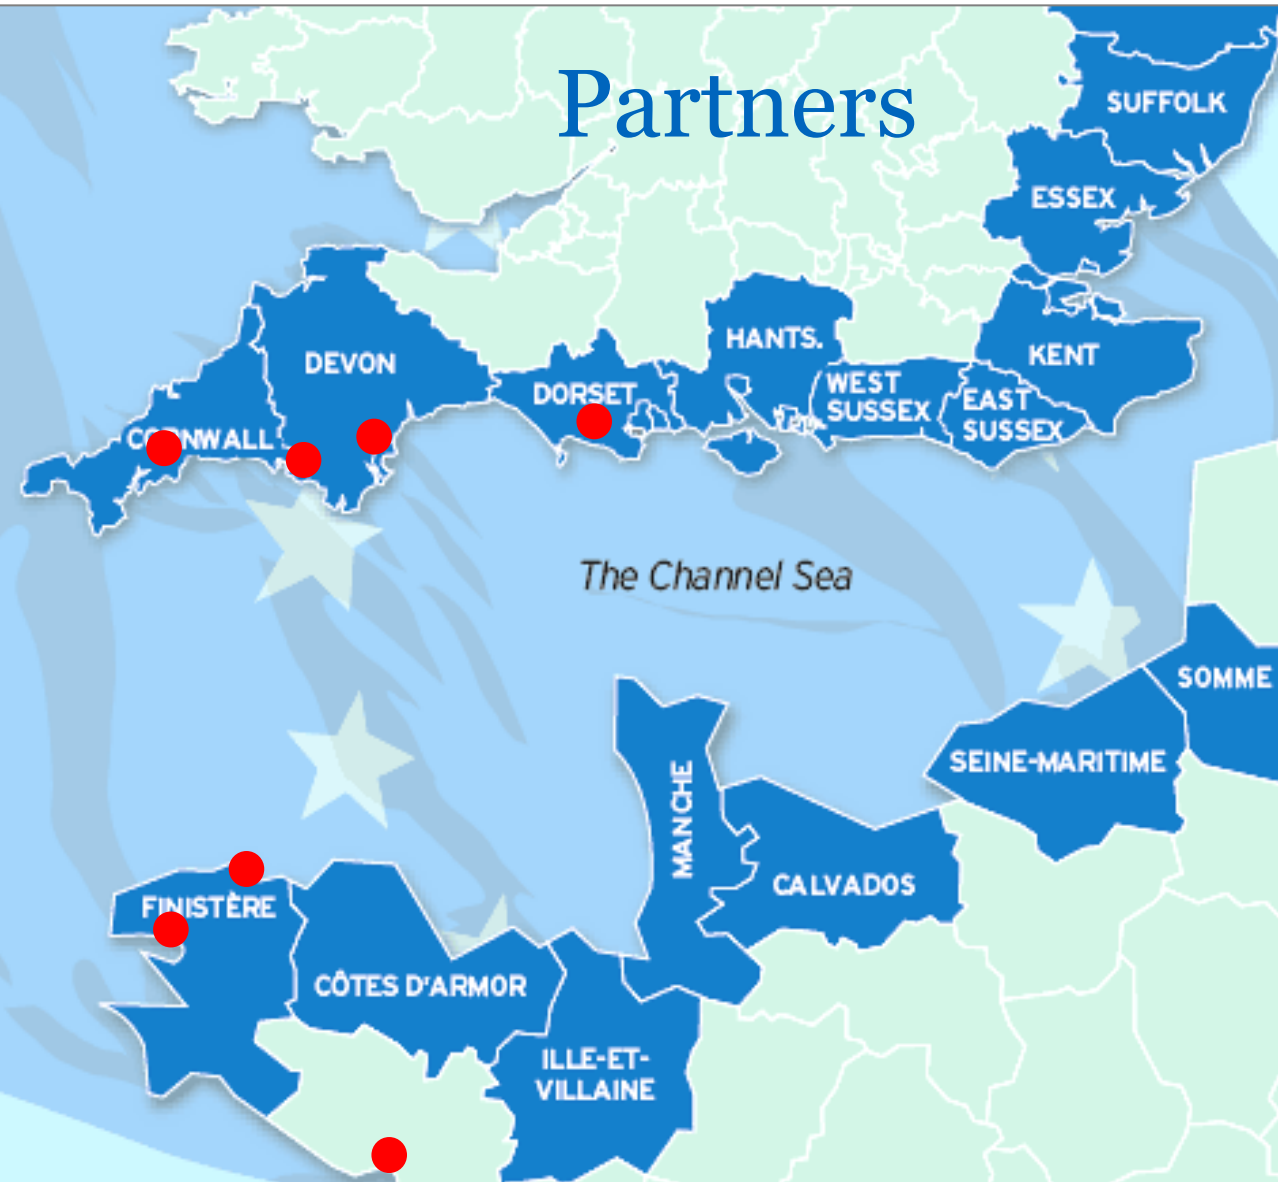 Partners
SUFFOLK
ESSEX
HANTS.
KENT
DEVON
DORSET
WEST
SUSSEX
EAST
SUSSEX
CORNWALL
The Channel Sea
SOMME
SEINE-MARITIME
MANCHE
CALVADOS
FINISTÈRE
CÔTES D'ARMOR
ILLE-ET-
VILLAINE